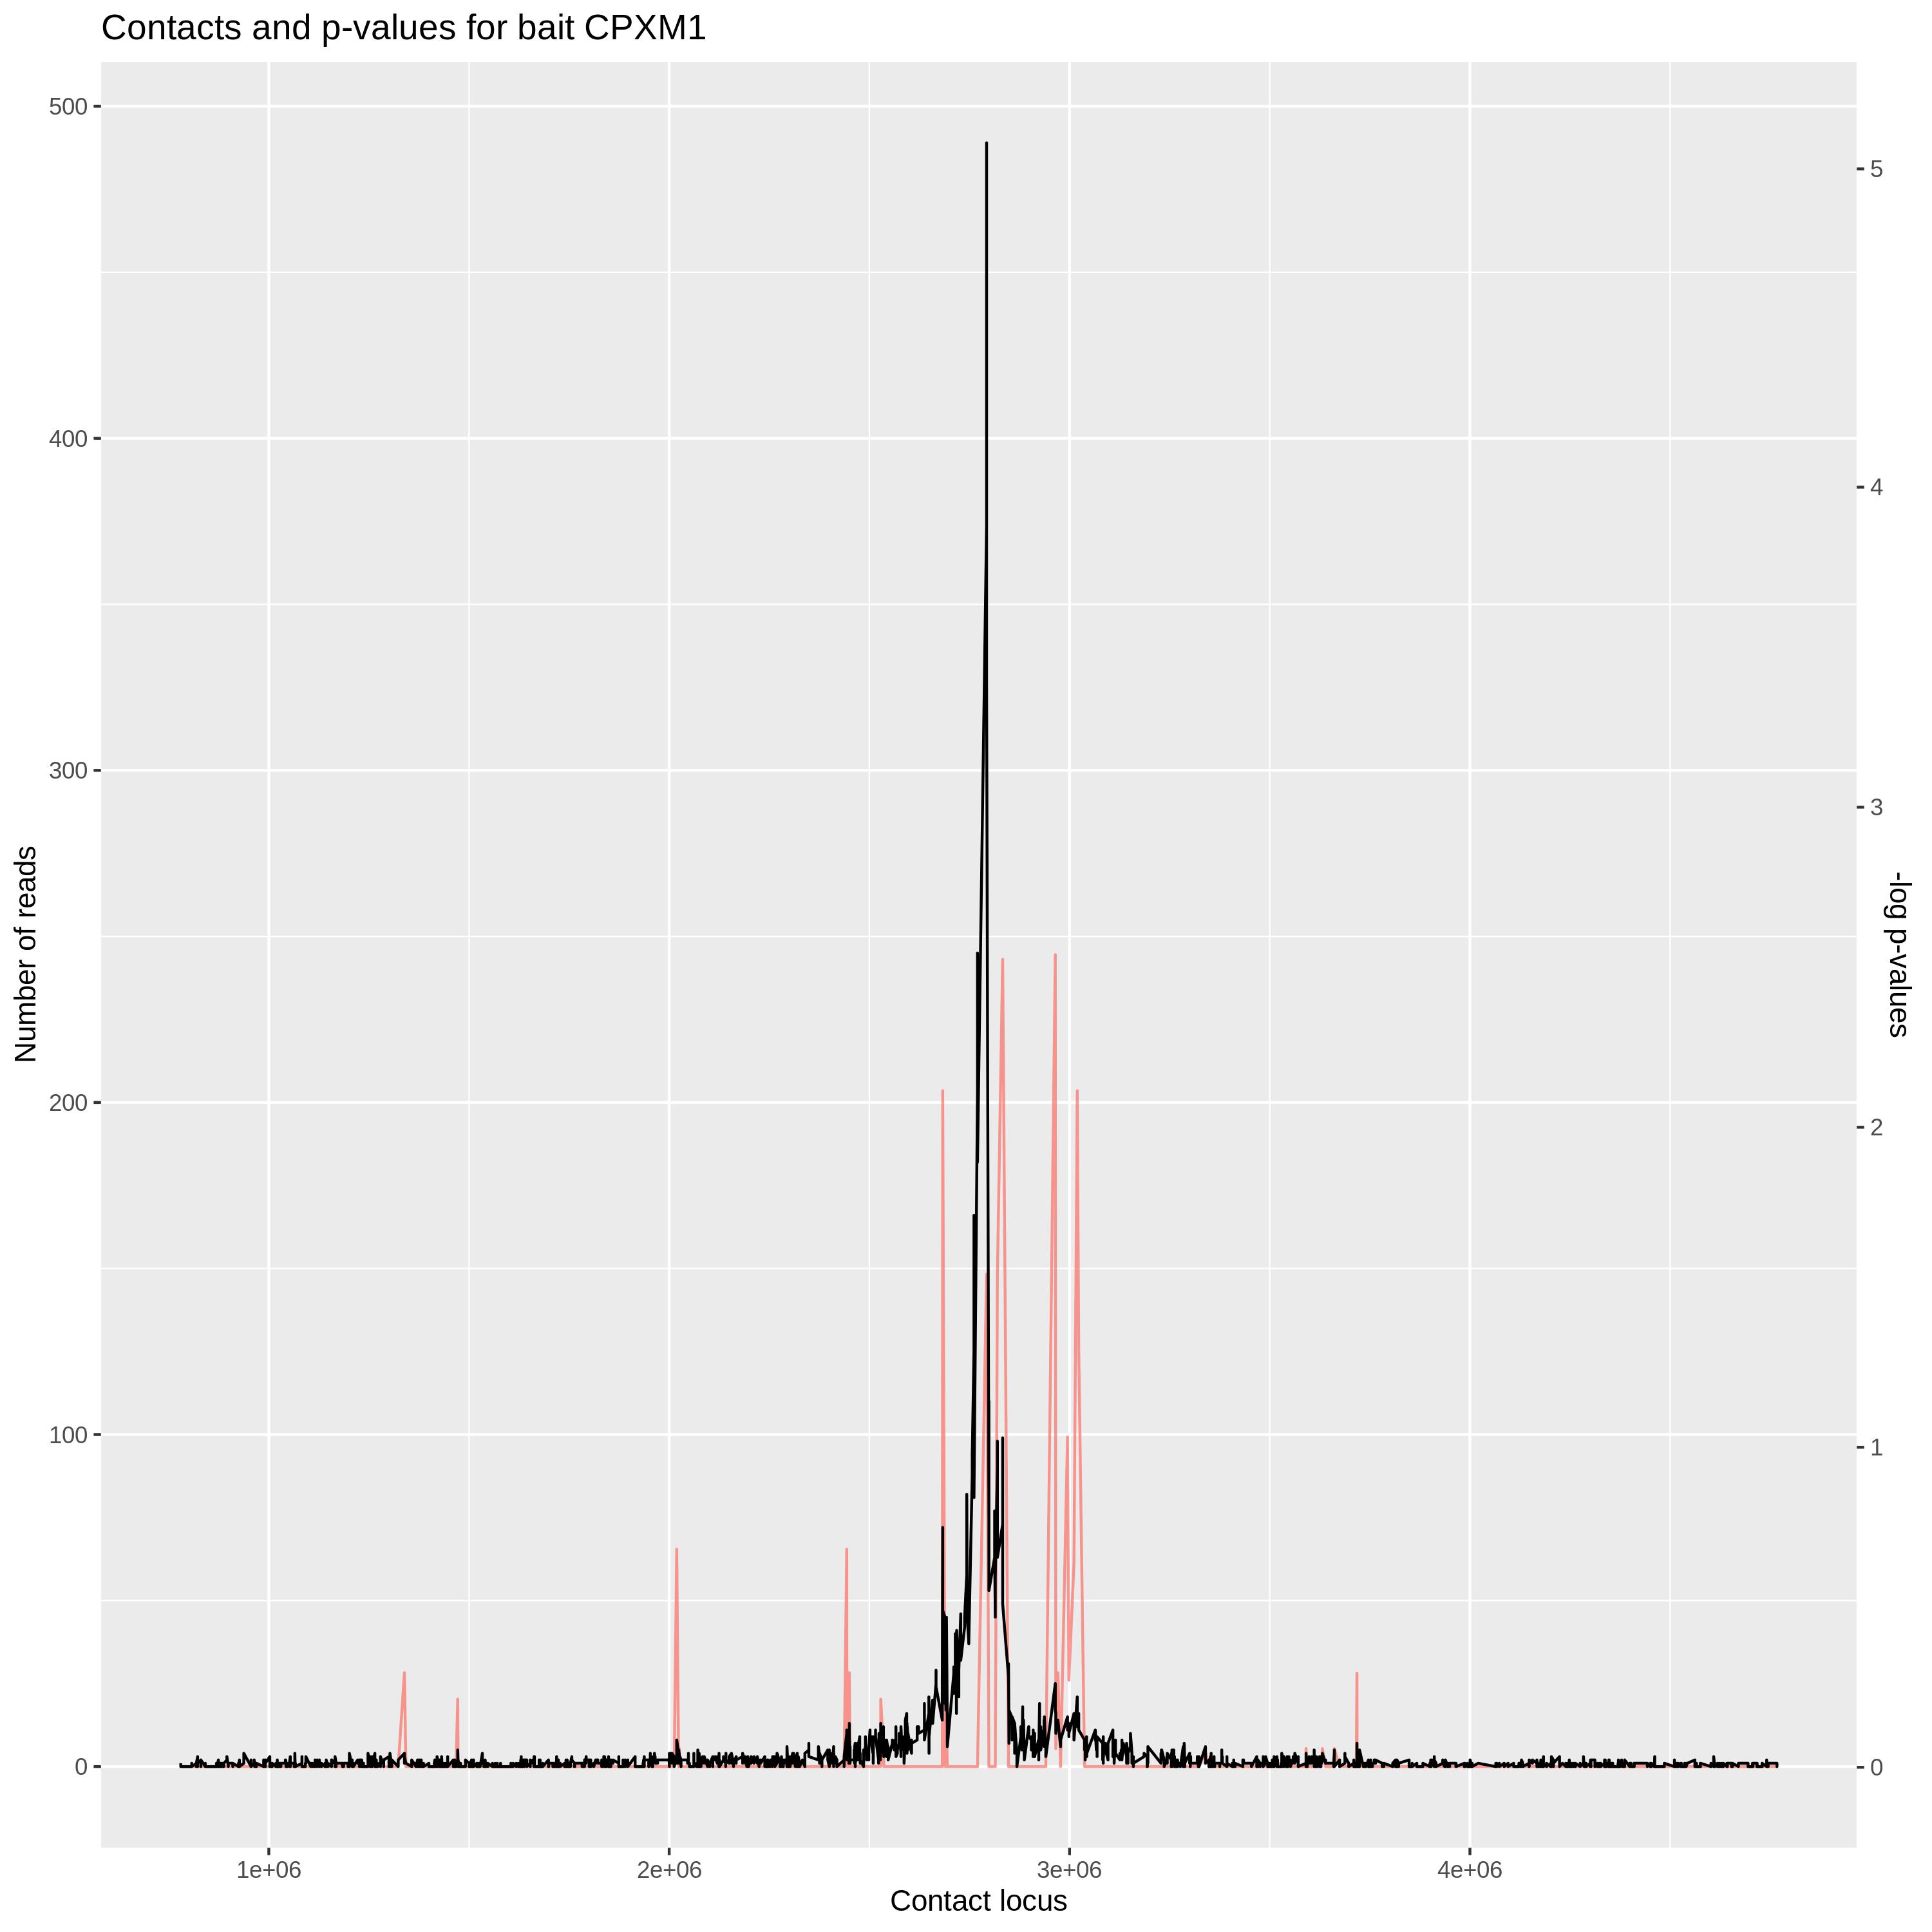 Contacts and p-values for bait CPXM1
500
400
300
200
100
0
Number of reads
5
4
3
2
1
0
-log p-values
1e+06 2e+06 3e+06 4e+06
Contact locus